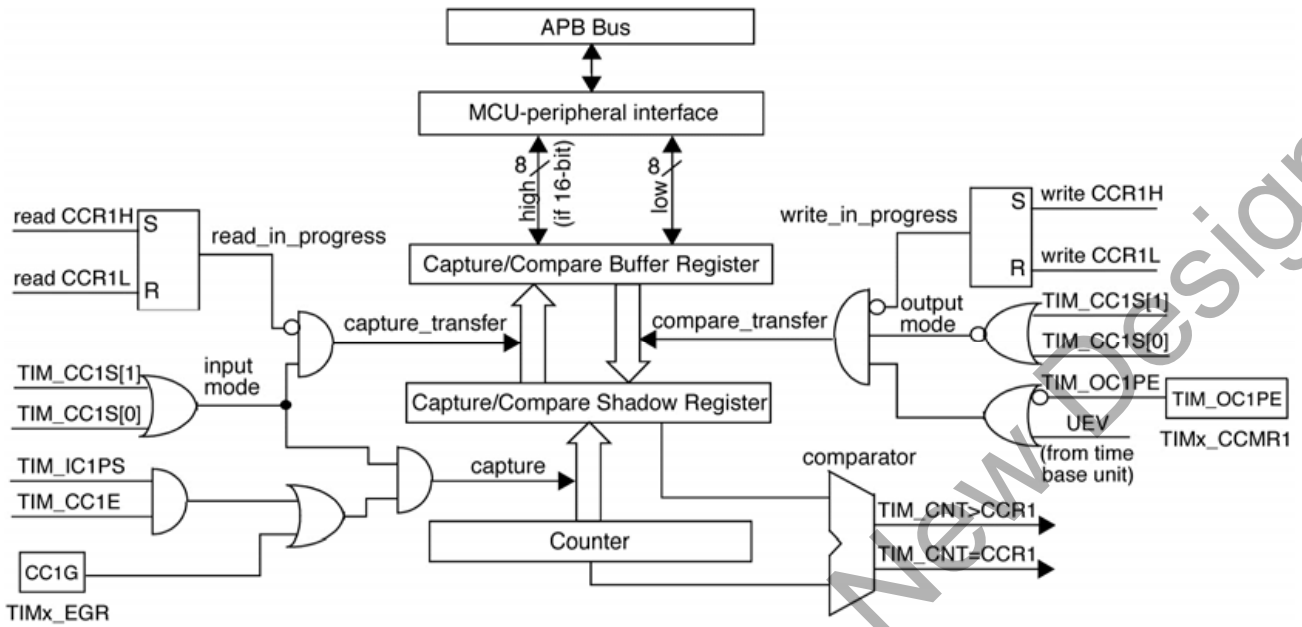 APB Bus
MCU-peripheral interface
8
high
(if 16-bit)
8
low
read CCR1H
S
read_in_progress
read CCR1L
R
write_in_progress
S
write CCR1H
R
write CCR1L
Capture/Compare Buffer Register
capture_transfer
compare_transfer
output
mode
TIM_CC1S[1]
TIM_CC1S[0]
input
mode
TIM_CC1S[1]
TIM_CC1S[0]
Capture/Compare Shadow Register
TIM_OC1PE
TIM_OC1PE
UEV
TIMx_CCMR1
(from time
base unit)
TIM_IC1PS
TIM_CC1E
capture
comparator
Counter
TIM_CNT>CCR1
TIM_CNT=CCR1
CC1G
TIMx_EGR
New Design